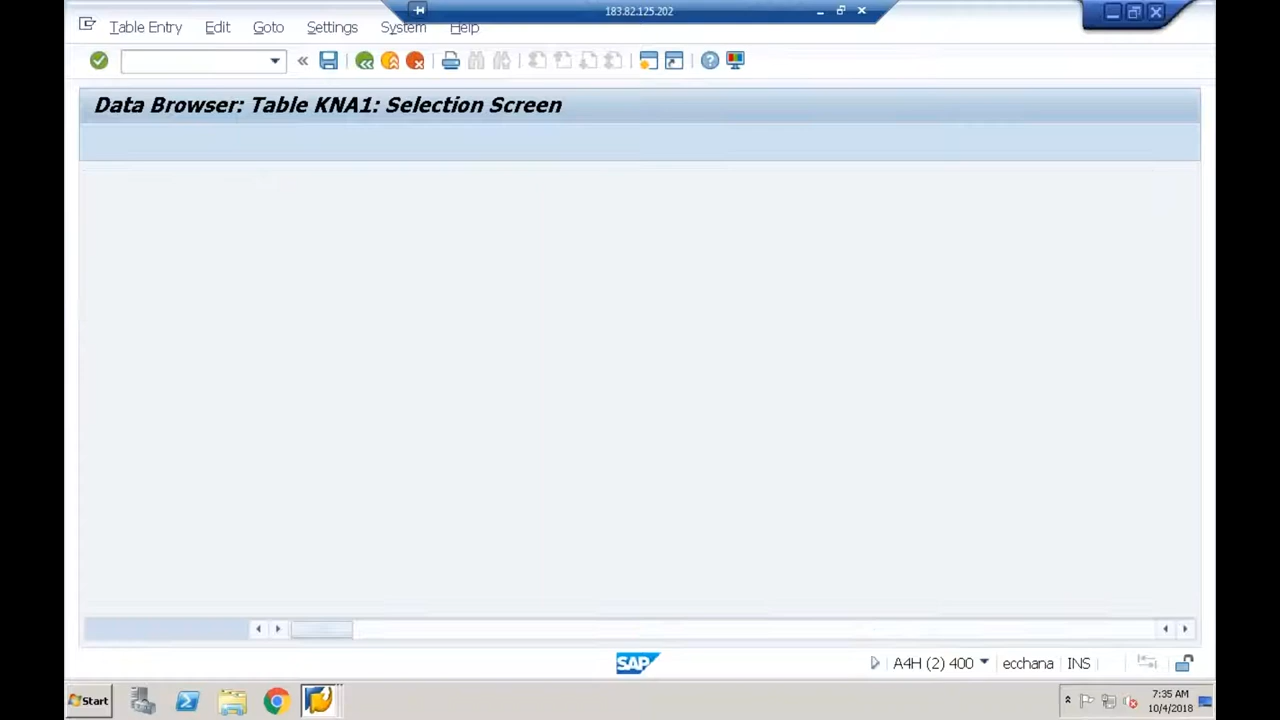 183.82.125.202
Table Entry Edit Goto Settings System Help
Data Browser: Table KNA1: Selection Screen
SAP A4H (2) 400 ecchana INS
Start 7:35 AM
10/4/2018